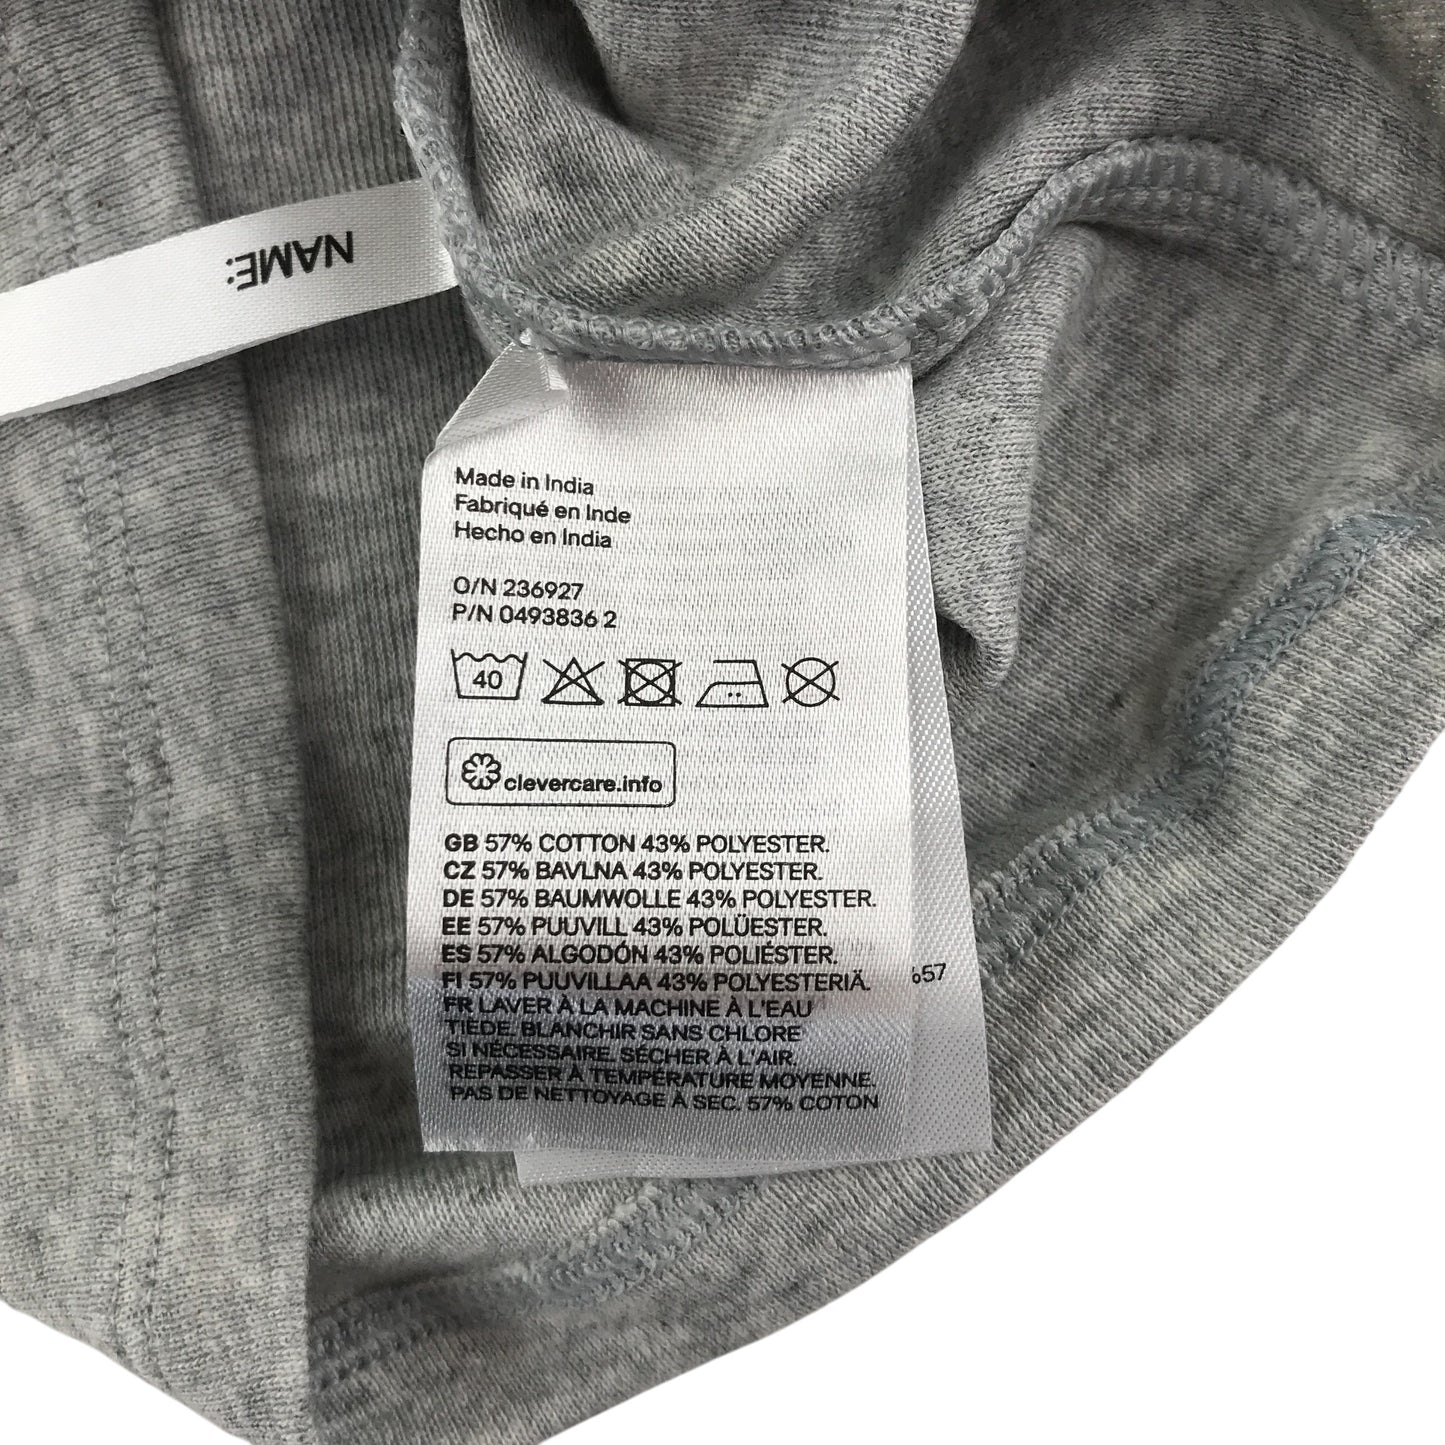 NAME:
Made in India
Fabriqué en Inde
Hecho en India
O/N 236927
P/N 0493836 2
40
clevercare.info
GB 57% COTTON 43% POLYESTER.
CZ 57% BAVLNA 43% POLYESTER.
DE 57% BAUMWOLLE 43% POLYESTER.
EE 57% PUUVILL 43% POLÜESTER.
ES 57% ALGODÓN 43% POLIÉSTER.
FI 57% PUUVILLAA 43% POLYESTERIÄ.
FR LAVER À LA MACHINE À L'EAU
TIÈDE. BLANCHIR SANS CHLORE
SI NÉCESSAIRE. SÉCHER À L'AIR.
REPASSER À TEMPÉRATURE MOYENNE.
PAS DE NETTOYAGE À SEC. 57% COTON
%57